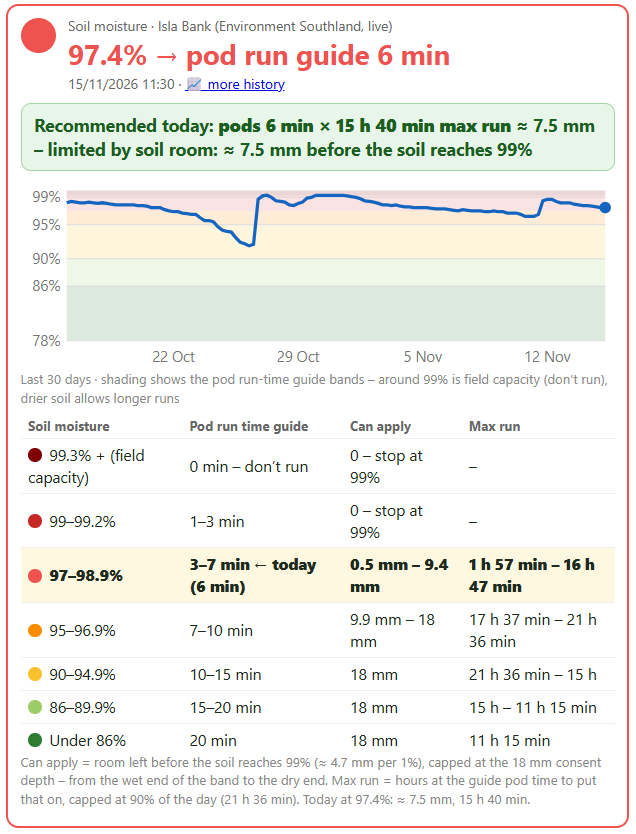 Soil moisture · Isla Bank (Environment Southland, live)
97.4% → pod run guide 6 min
15/11/2026 11:30 · 📈 more history
Recommended today: pods 6 min × 15 h 40 min max run ≈ 7.5 mm
– limited by soil room: ≈ 7.5 mm before the soil reaches 99%
99%
95%
90%
86%
78%
22 Oct 29 Oct 5 Nov 12 Nov
Last 30 days · shading shows the pod run-time guide bands – around 99% is field capacity (don't run),
drier soil allows longer runs
Soil moisture Pod run time guide Can apply Max run
99.3% + (field capacity) 0 min – don't run 0 – stop at 99% –
99–99.2% 1–3 min 0 – stop at 99% –
97–98.9% 3–7 min ← today (6 min) 0.5 mm – 9.4 mm 1 h 57 min – 16 h 47 min
95–96.9% 7–10 min 9.9 mm – 18 mm 17 h 37 min – 21 h 36 min
90–94.9% 10–15 min 18 mm 21 h 36 min – 15 h
86–89.9% 15–20 min 18 mm 15 h – 11 h 15 min
Under 86% 20 min 18 mm 11 h 15 min
Can apply = room left before the soil reaches 99% (≈ 4.7 mm per 1%), capped at the 18 mm consent
depth – from the wet end of the band to the dry end. Max run = hours at the guide pod time to put
that on, capped at 90% of the day (21 h 36 min). Today at 97.4%: ≈ 7.5 mm, 15 h 40 min.